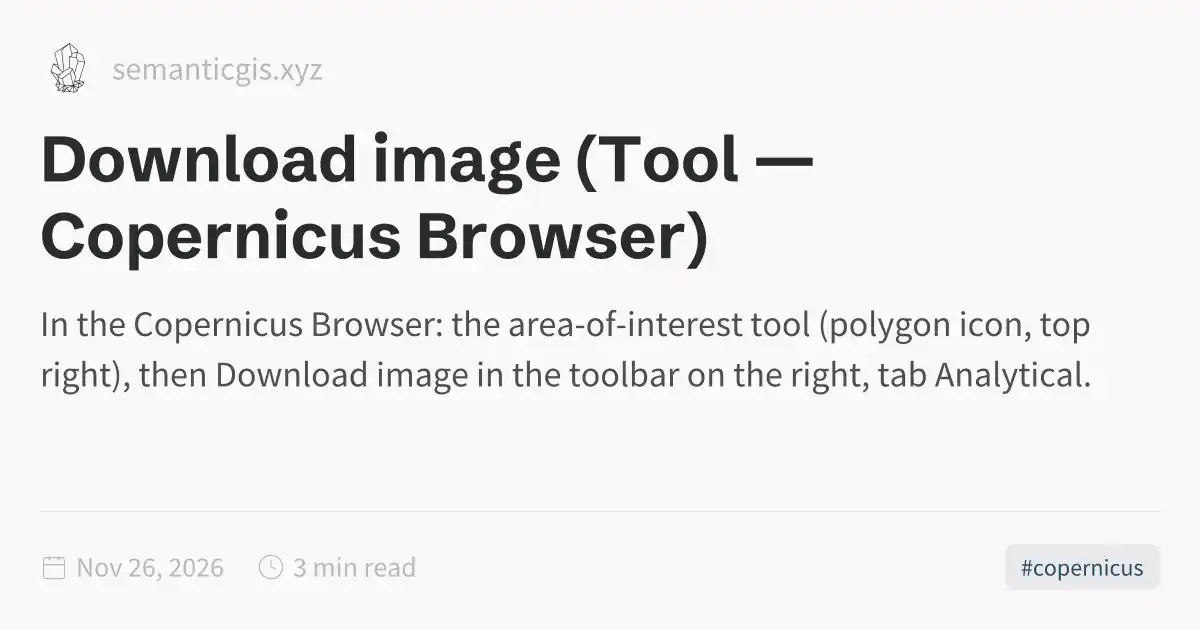 semanticgis.xyz
Download image (Tool —
Copernicus Browser)
In the Copernicus Browser: the area-of-interest tool (polygon icon, top
right), then Download image in the toolbar on the right, tab Analytical.
Nov 26, 2026 3 min read #copernicus